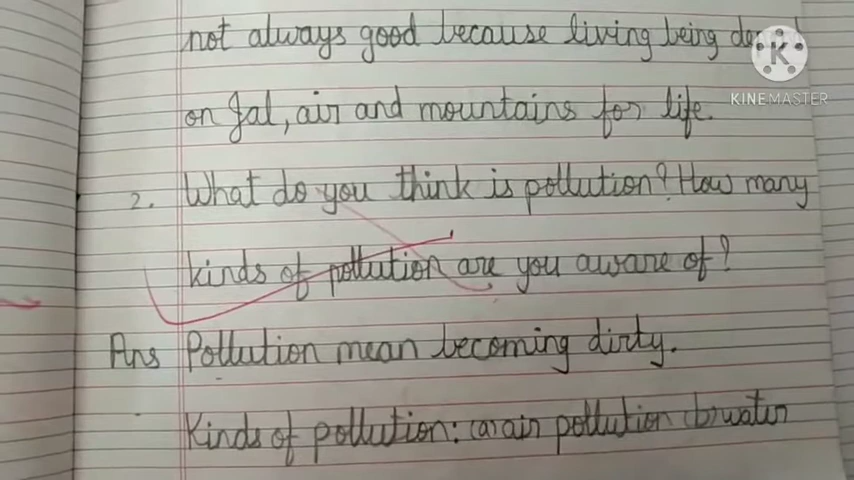 not always good because living being
on Jal, air and mountains for life.
KINEMASTER
2. What do you think is pollution? How many
kinds of pollution are you aware of?
Ans Pollution mean becoming dirty.
Kinds of pollution: (a) air pollution (b) water